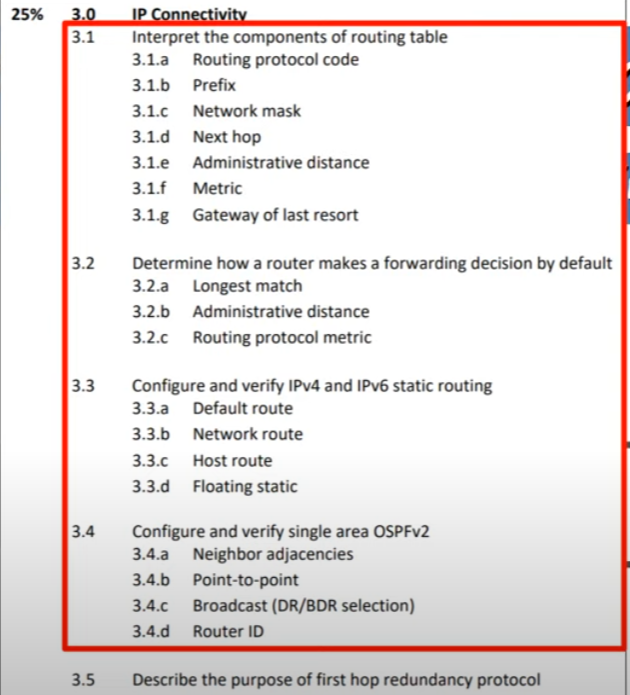 25% 3.0 IP Connectivity
3.1 Interpret the components of routing table
3.1.a Routing protocol code
3.1.b Prefix
3.1.c Network mask
3.1.d Next hop
3.1.e Administrative distance
3.1.f Metric
3.1.g Gateway of last resort
3.2 Determine how a router makes a forwarding decision by default
3.2.a Longest match
3.2.b Administrative distance
3.2.c Routing protocol metric
3.3 Configure and verify IPv4 and IPv6 static routing
3.3.a Default route
3.3.b Network route
3.3.c Host route
3.3.d Floating static
3.4 Configure and verify single area OSPFv2
3.4.a Neighbor adjacencies
3.4.b Point-to-point
3.4.c Broadcast (DR/BDR selection)
3.4.d Router ID
3.5 Describe the purpose of first hop redundancy protocol